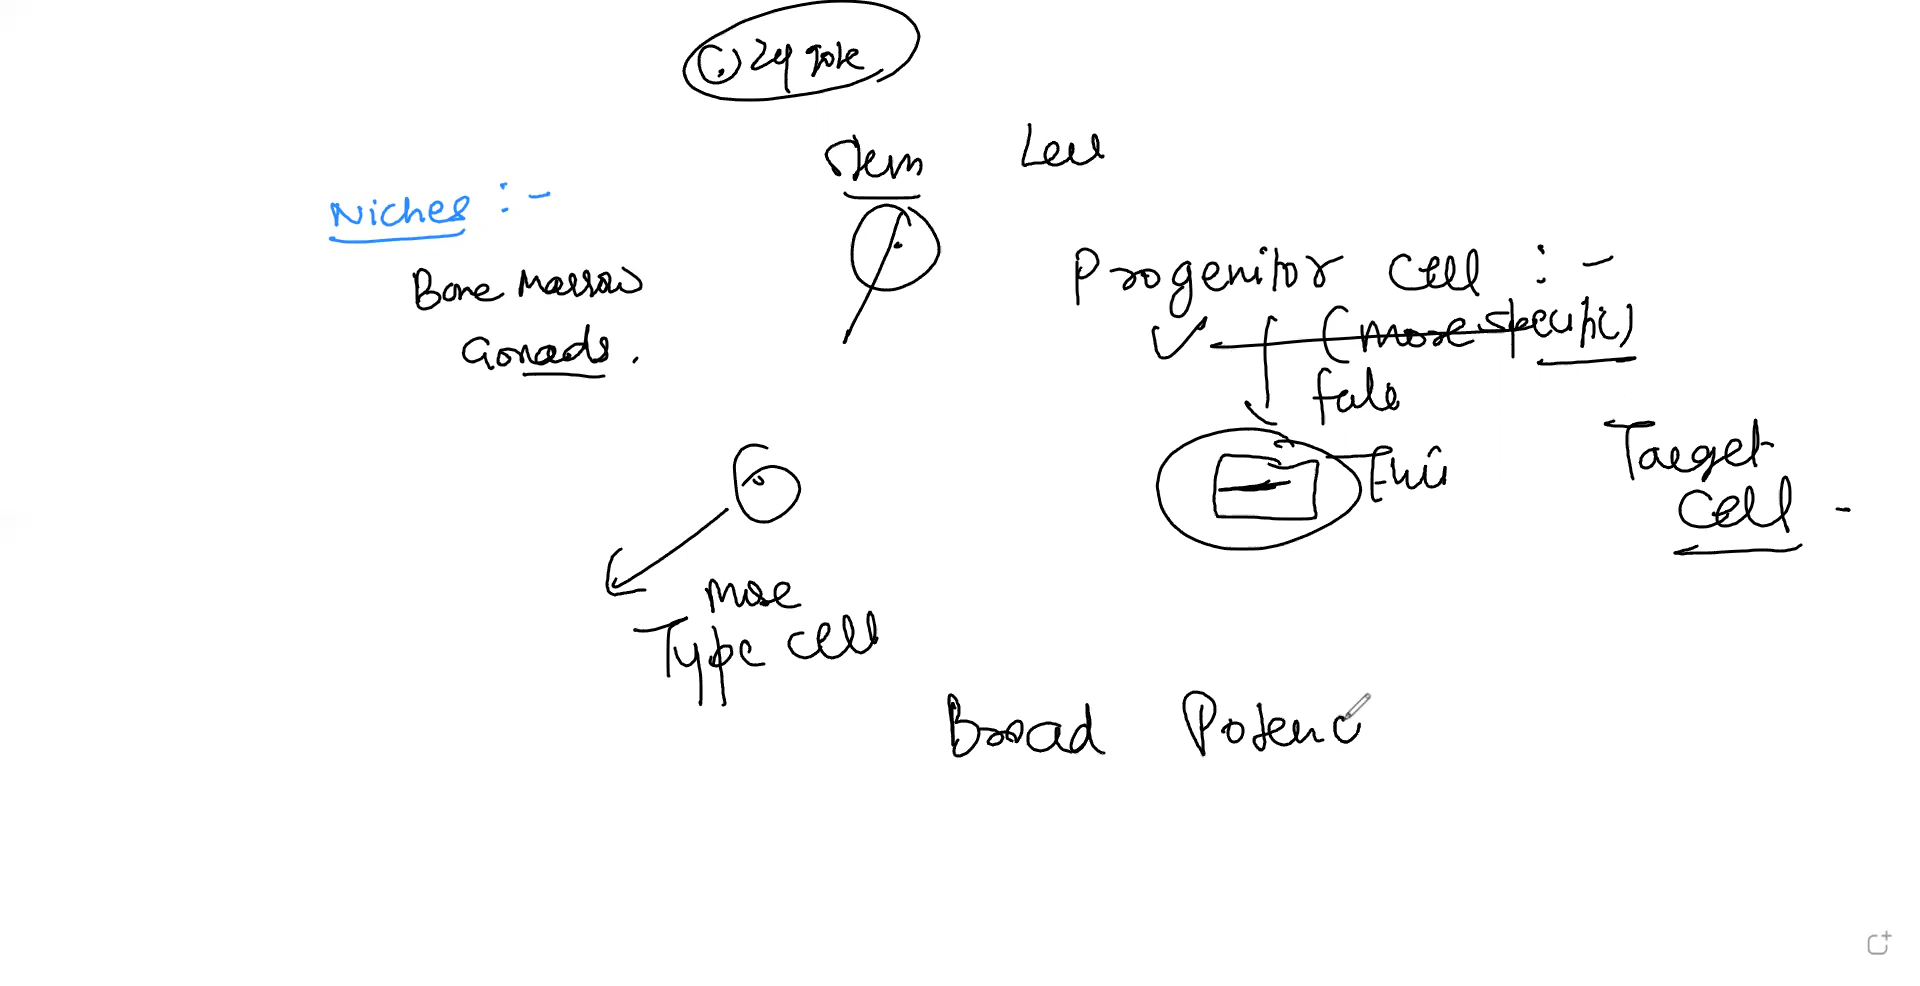 Zygote
Stem Cell
Niches :-
Bone Marrow
Gonads.
Progenitor Cell :-
(more specific)
fate
Target
Cell -
more
Type cell
Broad Potenc